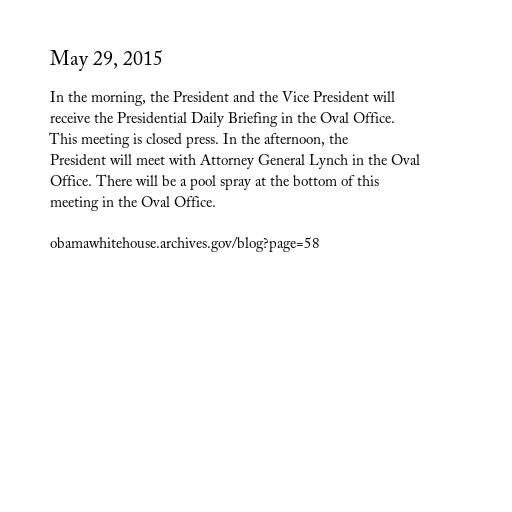 May 29, 2015
In the morning, the President and the Vice President will
receive the Presidential Daily Briefing in the Oval Office.
This meeting is closed press. In the afternoon, the
President will meet with Attorney General Lynch in the Oval
Office. There will be a pool spray at the bottom of this
meeting in the Oval Office.
obamawhitehouse.archives.gov/blog?page=58